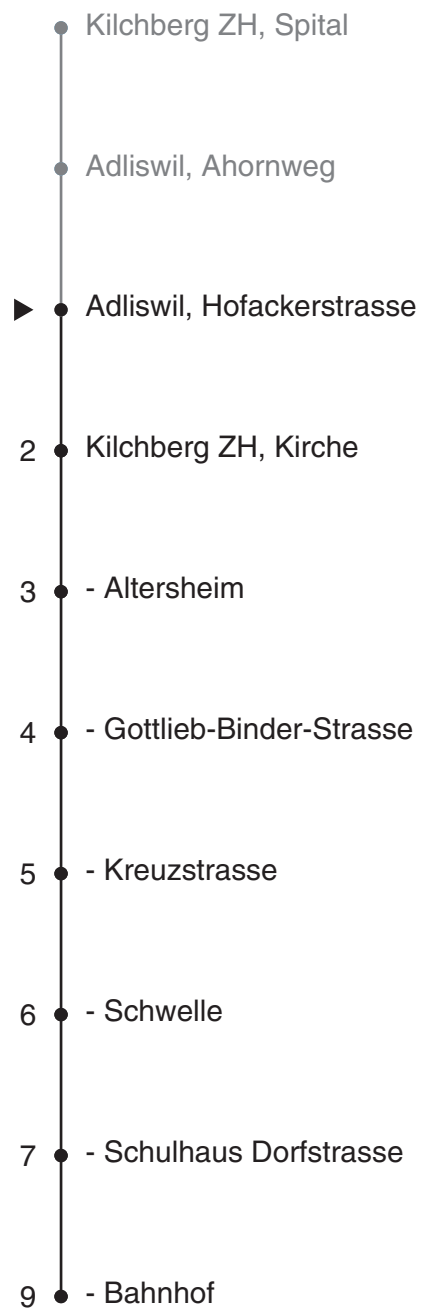 Kilchberg ZH, Spital
Adliswil, Ahornweg
Adliswil, Hofackerstrasse
2 Kilchberg ZH, Kirche
3 - Altersheim
4 - Gottlieb-Binder-Strasse
5 - Kreuzstrasse
6 - Schwelle
7 - Schulhaus Dorfstrasse
9 - Bahnhof